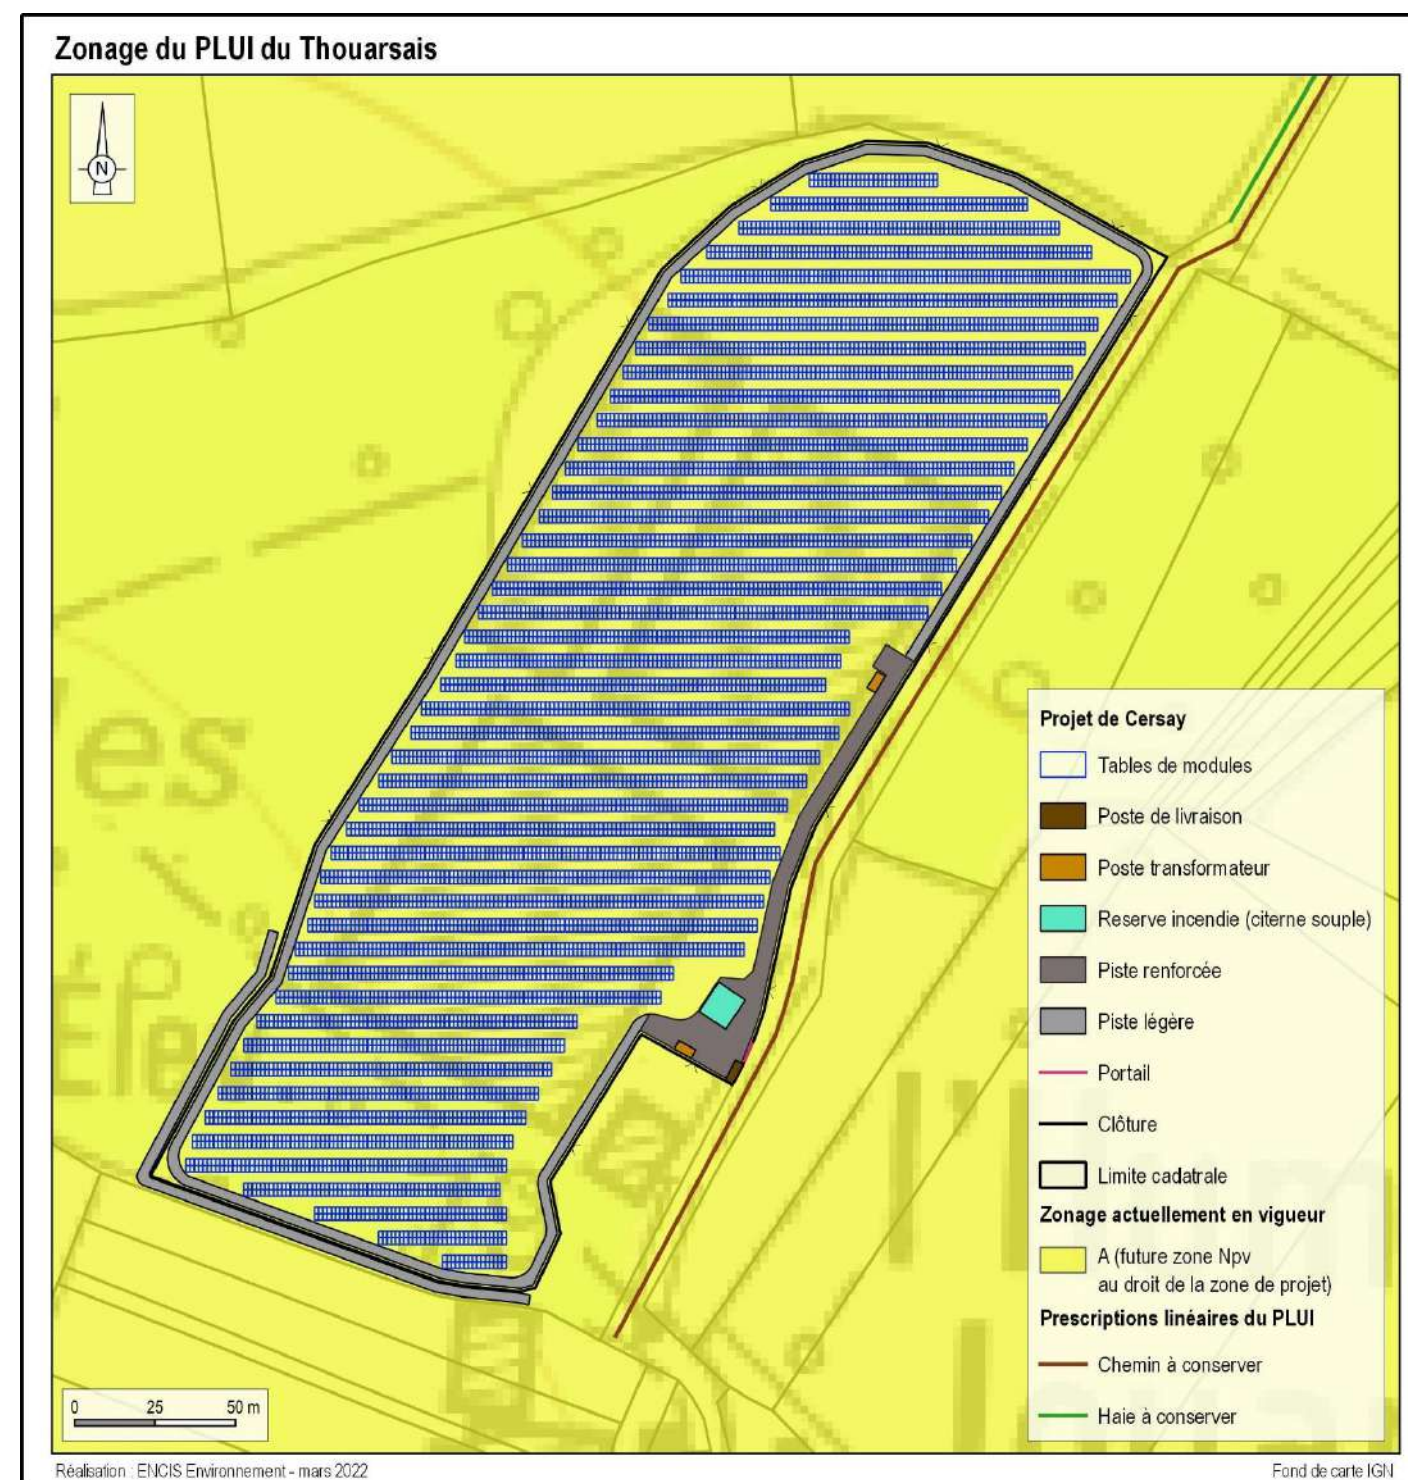 Zonage du PLUI du Thouarsais
N
les
Projet de Cersay
Tables de modules
Poste de livraison
Poste transformateur
Reserve incendie (citerne souple)
Piste renforcée
Piste légère
Portail
Clôture
Limite cadatrale
Zonage actuellement en vigueur
A (future zone Npv
au droit de la zone de projet)
Prescriptions linéaires du PLUI
Chemin à conserver
Haie à conserver
0 25 50 m
Réalisation : ENCIS Environnement - mars 2022
Fond de carte IGN